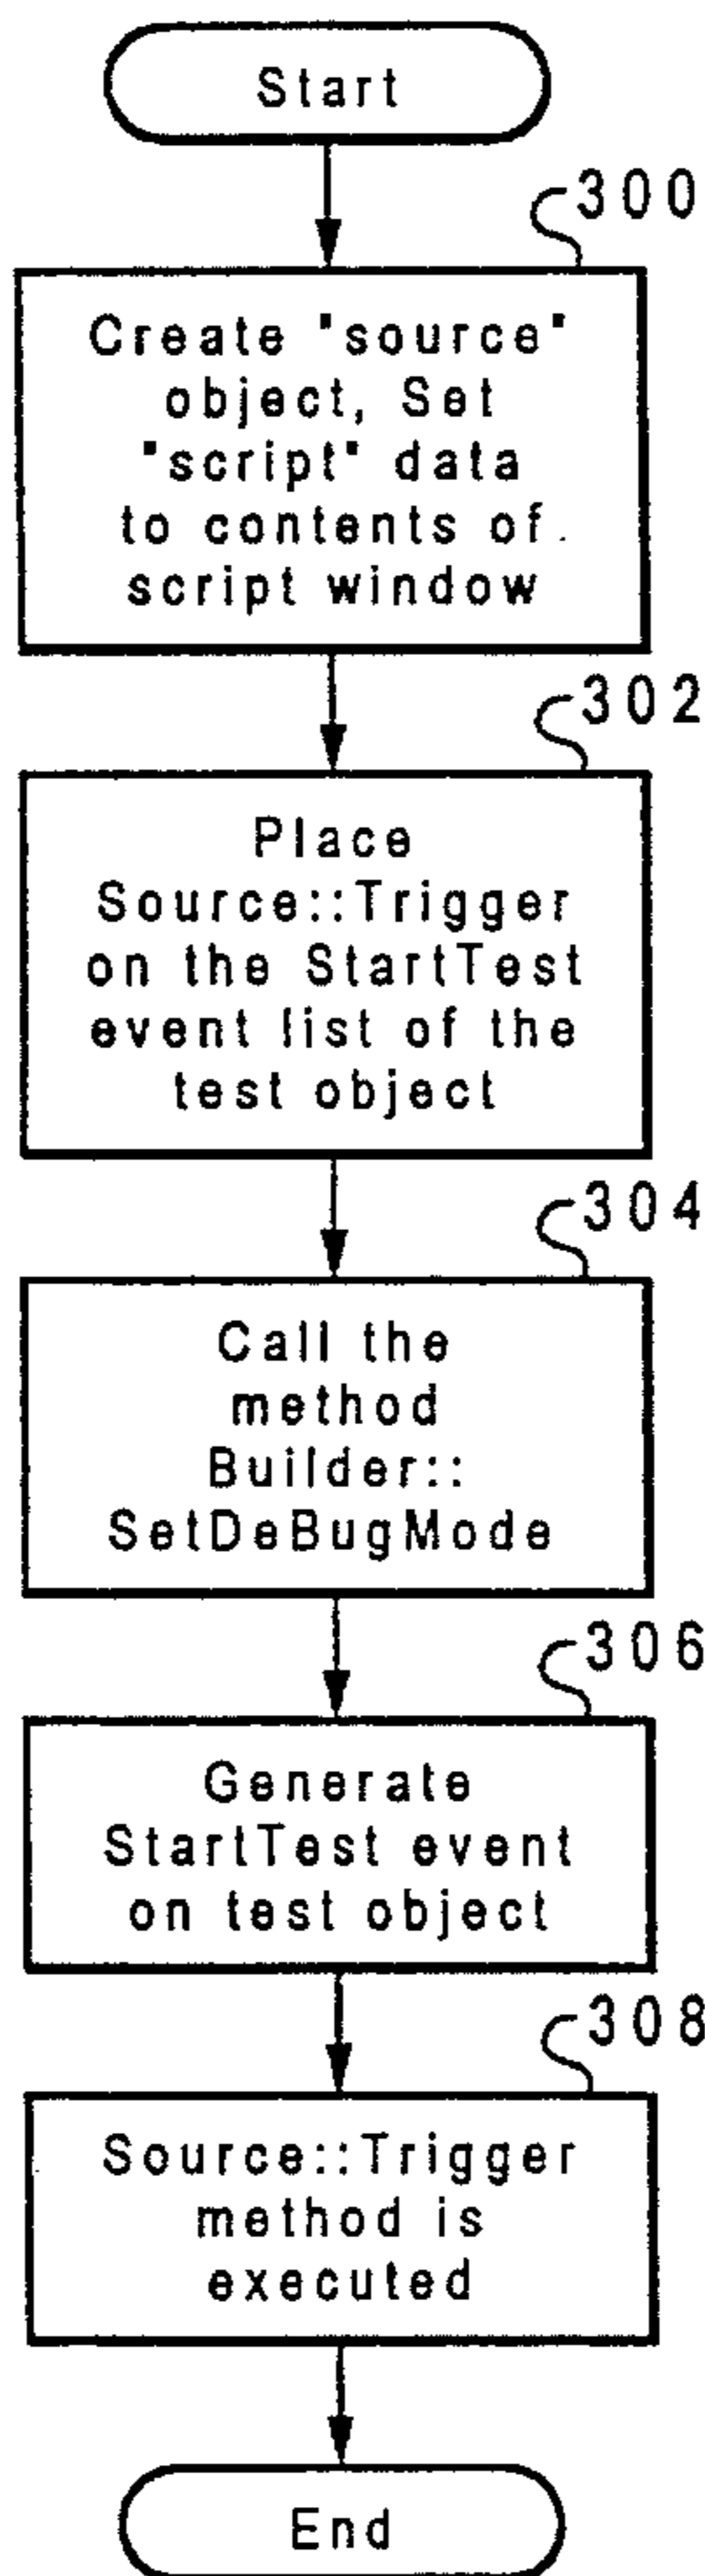 Start
300
Create "source"
object, Set
"script" data
to contents of
script window
302
Place
Source::Trigger
on the StartTest
event list of the
test object
304
Call the
method
Builder::
SetDeBugMode
306
Generate
StartTest event
on test object
308
Source::Trigger
method is
executed
End